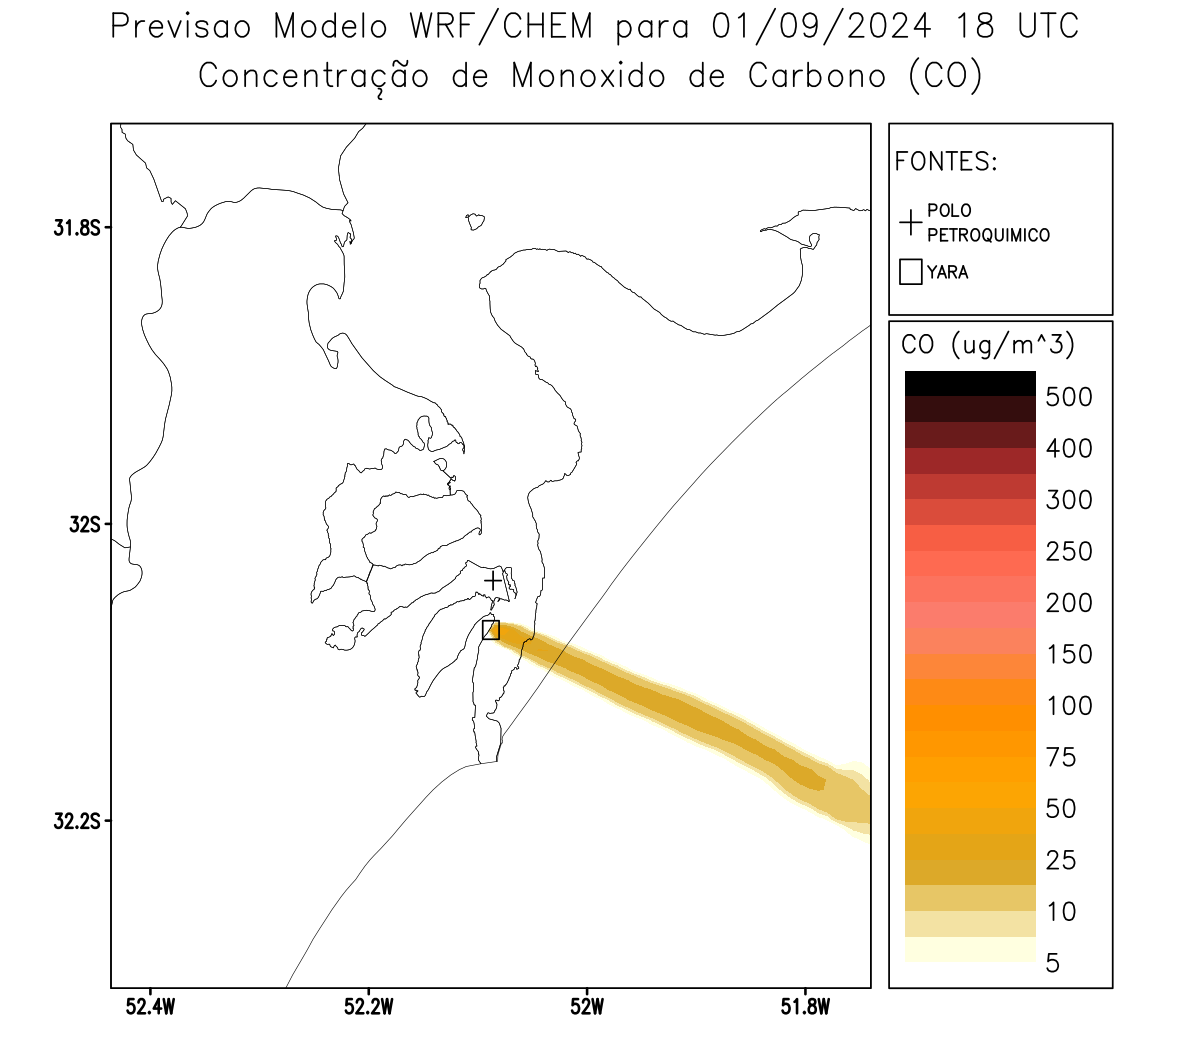 Previsao Modelo WRF/CHEM para 01/09/2024 18 UTC
Concentração de Monoxido de Carbono (CO)
FONTES:
POLO
PETROQUIMICO
YARA
CO (ug/m^3)
500
400
300
250
200
150
100
75
50
25
10
5
31.8S
32S
32.2S
52.4W
52.2W
52W
51.8W